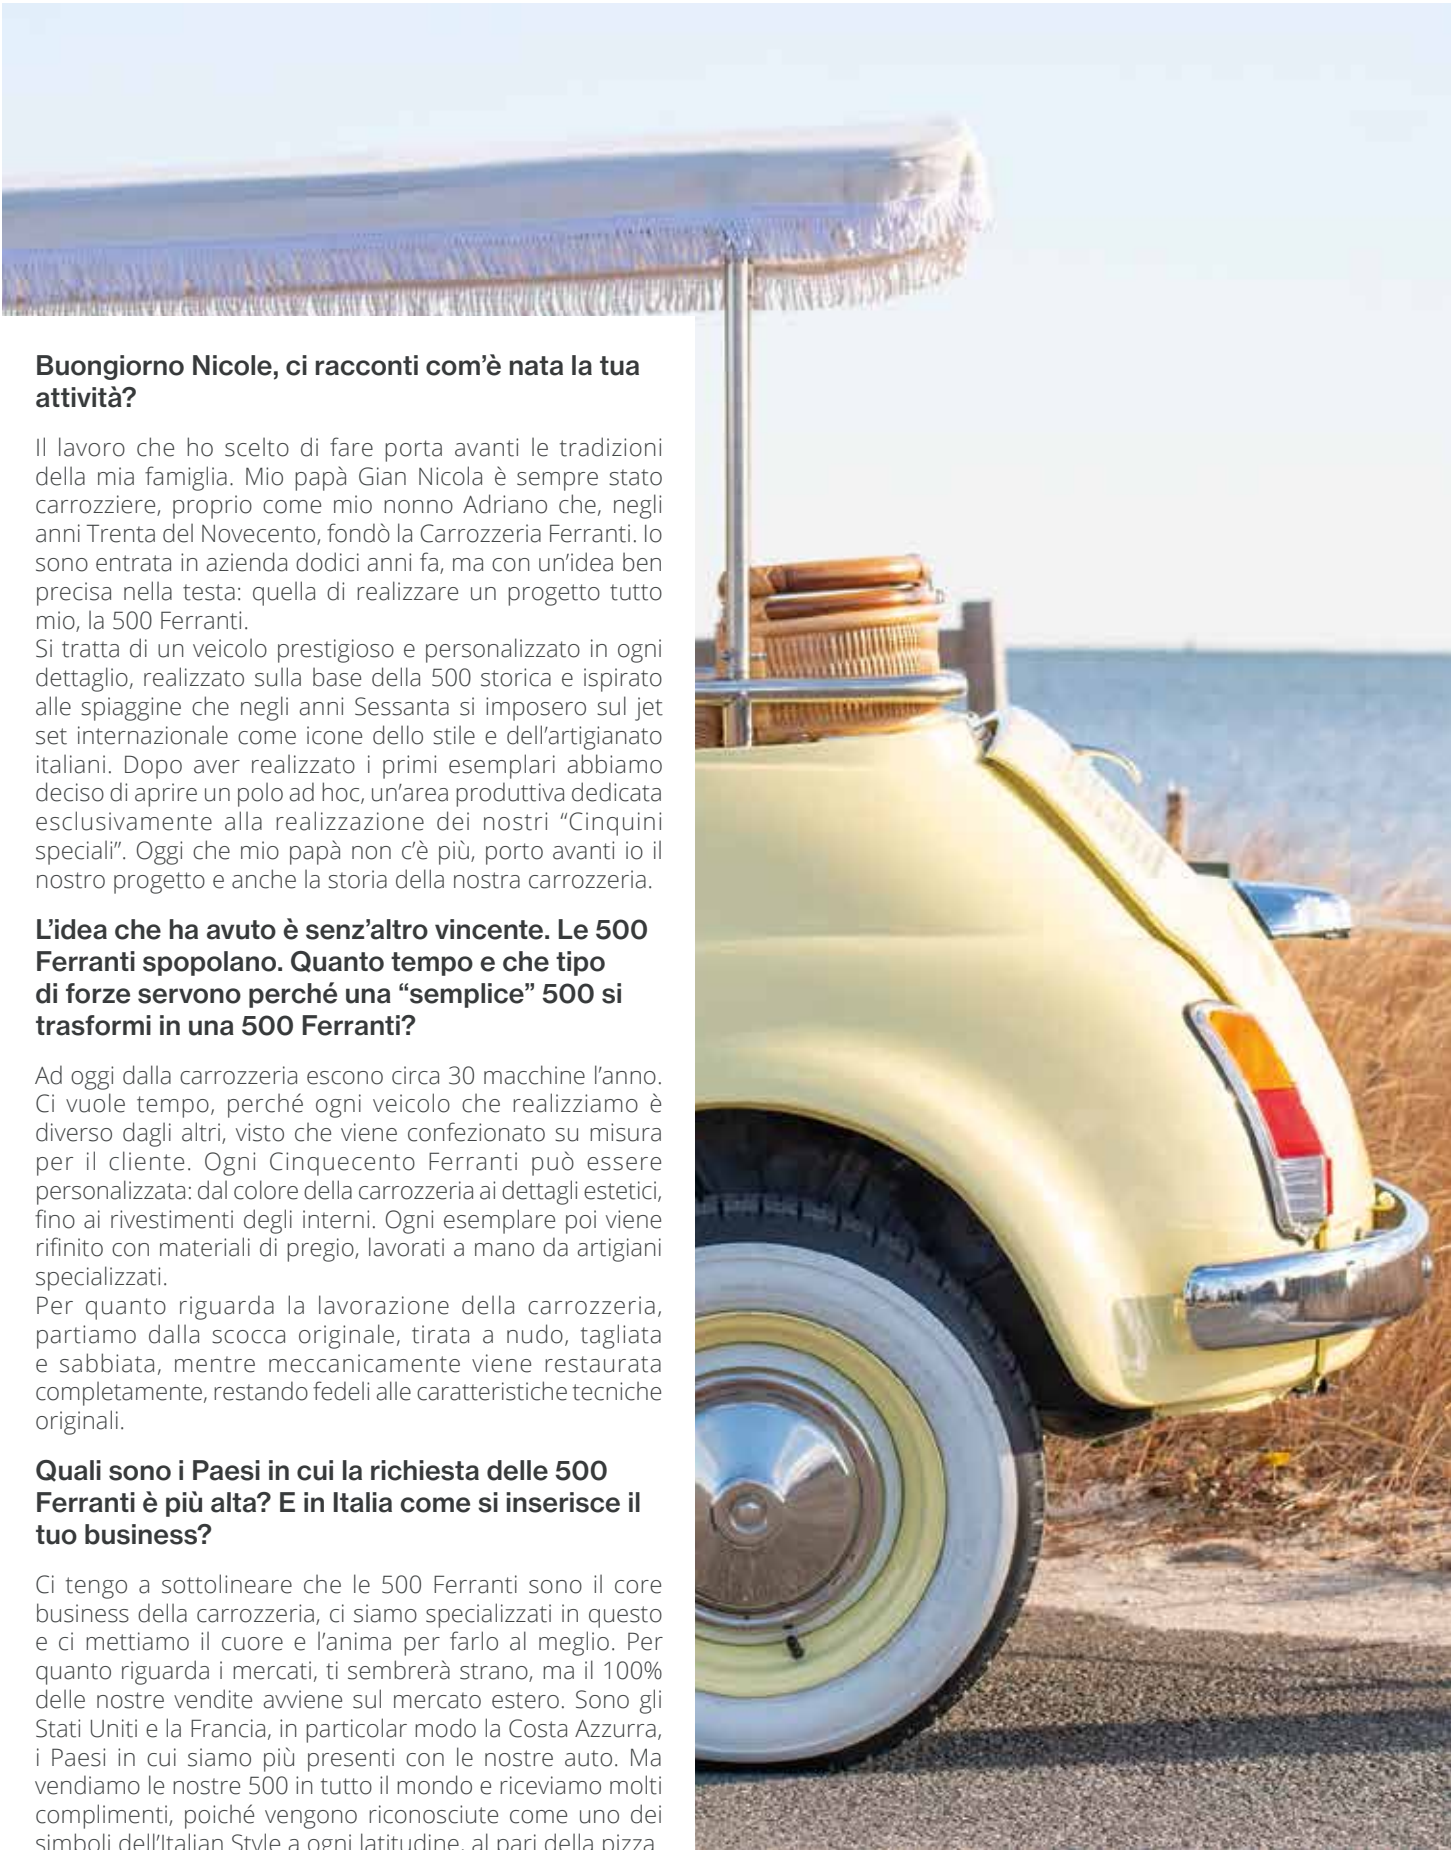 Buongiorno Nicole, ci racconti com’è nata la tua
attività?
Il lavoro che ho scelto di fare porta avanti le tradizioni
della mia famiglia. Mio papà Gian Nicola è sempre stato
carrozziere, proprio come mio nonno Adriano che, negli
anni Trenta del Novecento, fondò la Carrozzeria Ferranti. Io
sono entrata in azienda dodici anni fa, ma con un’idea ben
precisa nella testa: quella di realizzare un progetto tutto
mio, la 500 Ferranti.
Si tratta di un veicolo prestigioso e personalizzato in ogni
dettaglio, realizzato sulla base della 500 storica e ispirato
alle spiaggine che negli anni Sessanta si imposero sul jet
set internazionale come icone dello stile e dell’artigianato
italiani. Dopo aver realizzato i primi esemplari abbiamo
deciso di aprire un polo ad hoc, un’area produttiva dedicata
esclusivamente alla realizzazione dei nostri “Cinquini
speciali”. Oggi che mio papà non c’è più, porto avanti io il
nostro progetto e anche la storia della nostra carrozzeria.
L’idea che ha avuto è senz’altro vincente. Le 500
Ferranti spopolano. Quanto tempo e che tipo
di forze servono perché una “semplice” 500 si
trasformi in una 500 Ferranti?
Ad oggi dalla carrozzeria escono circa 30 macchine l’anno.
Ci vuole tempo, perché ogni veicolo che realizziamo è
diverso dagli altri, visto che viene confezionato su misura
per il cliente. Ogni Cinquecento Ferranti può essere
personalizzata: dal colore della carrozzeria ai dettagli estetici,
fino ai rivestimenti degli interni. Ogni esemplare poi viene
rifinito con materiali di pregio, lavorati a mano da artigiani
specializzati.
Per quanto riguarda la lavorazione della carrozzeria,
partiamo dalla scocca originale, tirata a nudo, tagliata
e sabbiata, mentre meccanicamente viene restaurata
completamente, restando fedeli alle caratteristiche tecniche
originali.
Quali sono i Paesi in cui la richiesta delle 500
Ferranti è più alta? E in Italia come si inserisce il
tuo business?
Ci tengo a sottolineare che le 500 Ferranti sono il core
business della carrozzeria, ci siamo specializzati in questo
e ci mettiamo il cuore e l’anima per farlo al meglio. Per
quanto riguarda i mercati, ti sembrerà strano, ma il 100%
delle nostre vendite avviene sul mercato estero. Sono gli
Stati Uniti e la Francia, in particolar modo la Costa Azzurra,
i Paesi in cui siamo più presenti con le nostre auto. Ma
vendiamo le nostre 500 in tutto il mondo e riceviamo molti
complimenti, poiché vengono riconosciute come uno dei
simboli dell’Italian Style a ogni latitudine, al pari della pizza